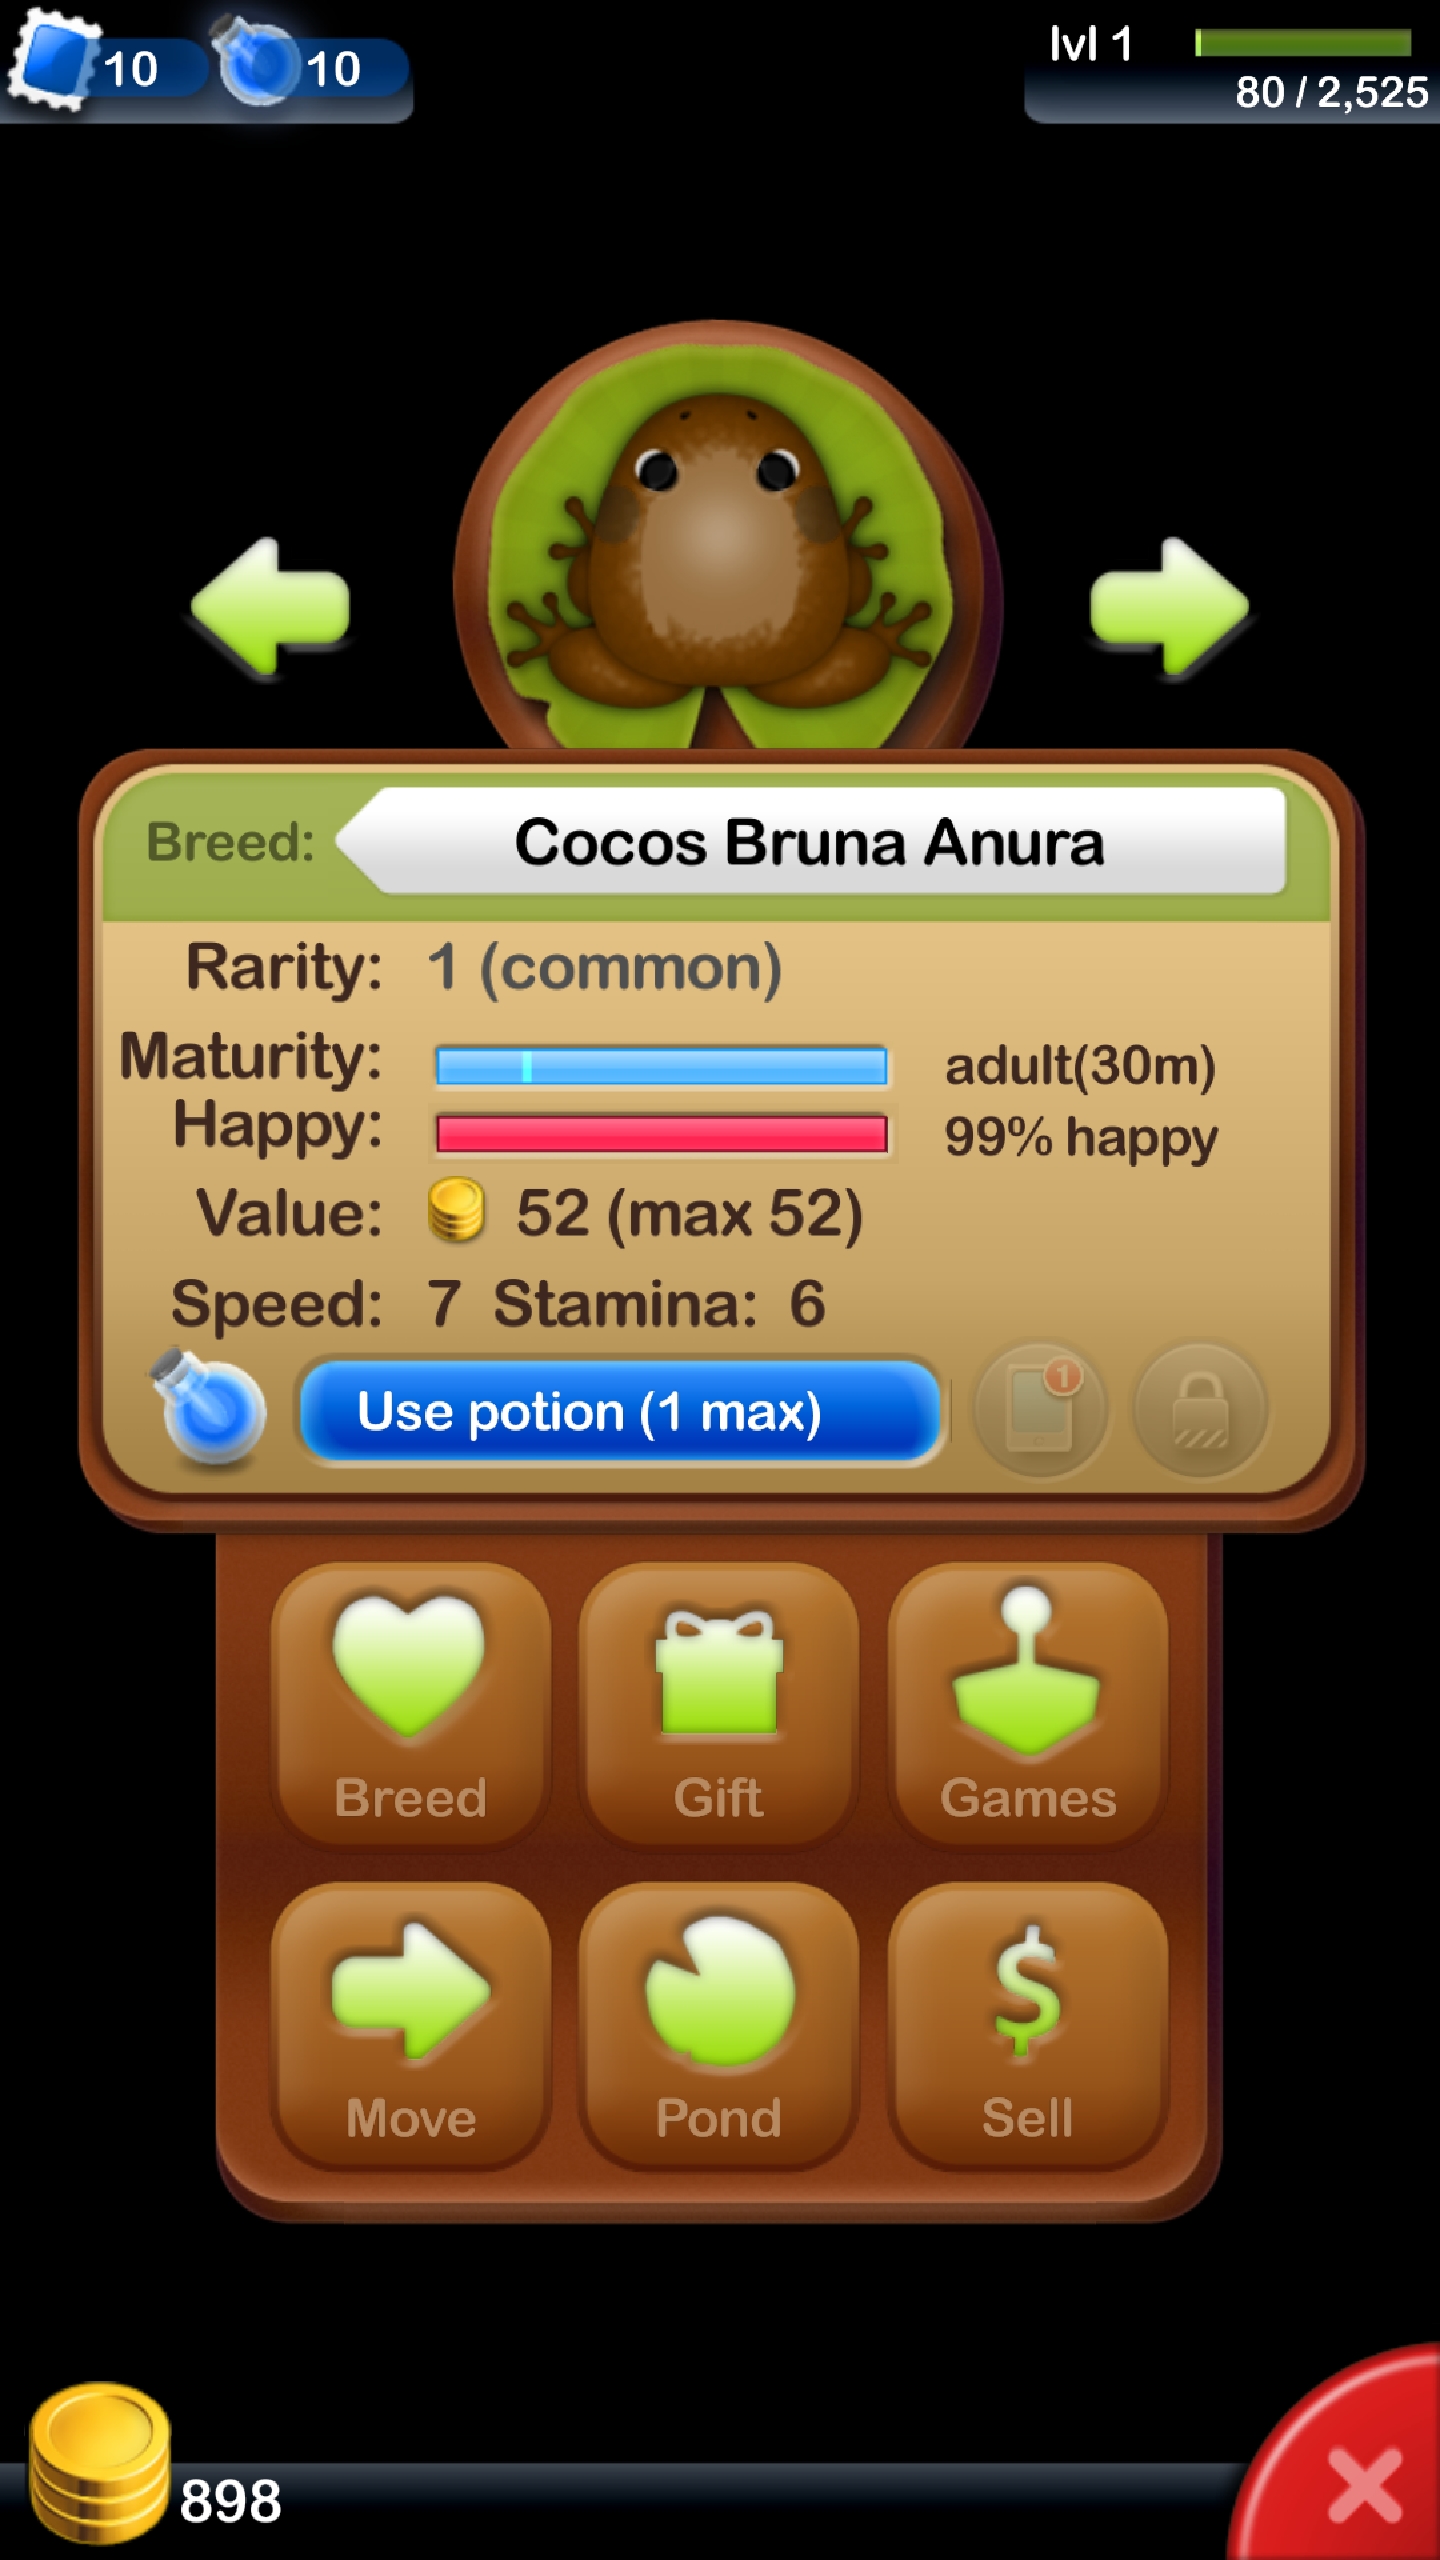 10 10 lvl 1
80 / 2,525
Breed: Cocos Bruna Anura
Rarity: 1 (common)
Maturity: adult(30m)
Happy: 99% happy
Value: 52 (max 52)
Speed: 7 Stamina: 6
Use potion (1 max) 1
Breed Gift Games
Move Pond Sell
898